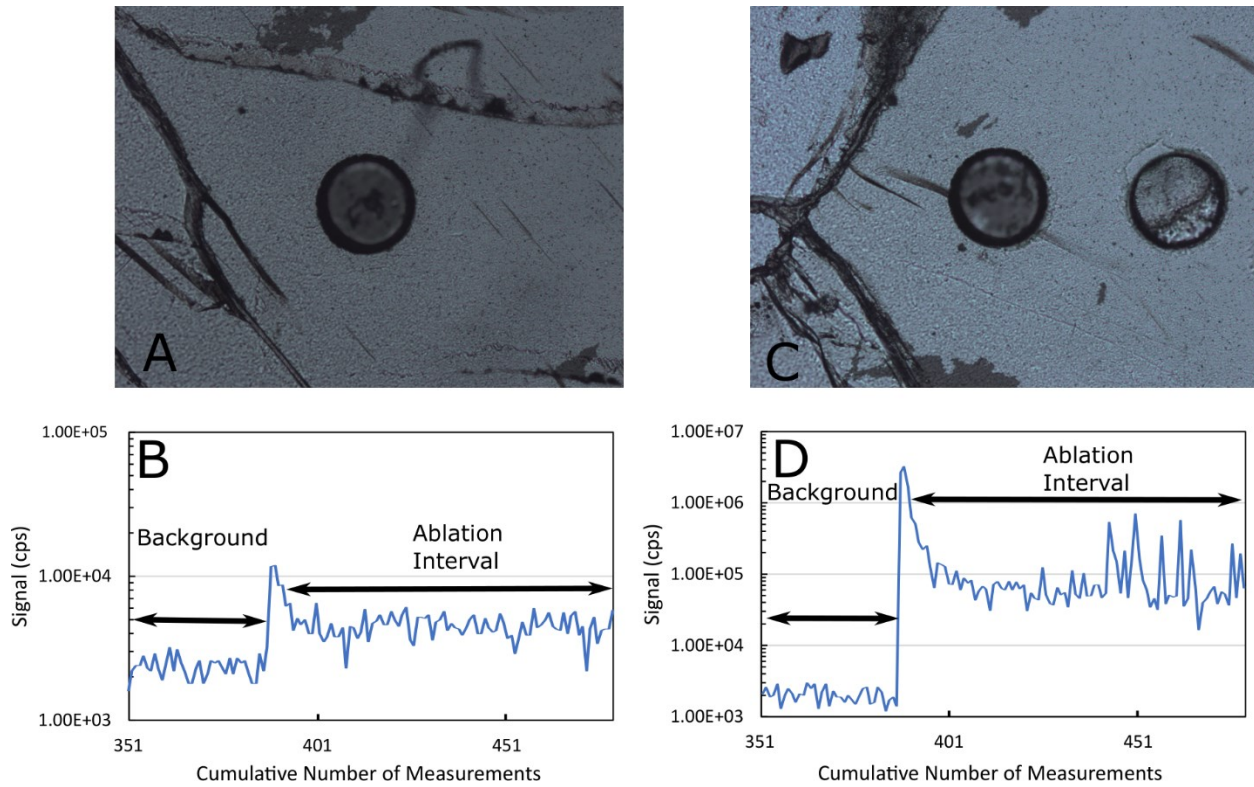 A
C
B
1.00E+05
Background
Ablation
Interval
1.00E+04
1.00E+03
Signal (cps)
351
401
451
Cumulative Number of Measurements
D
1.00E+07
Background
Ablation
Interval
1.00E+06
1.00E+05
1.00E+04
1.00E+03
Signal (cps)
351
401
451
Cumulative Number of Measurements